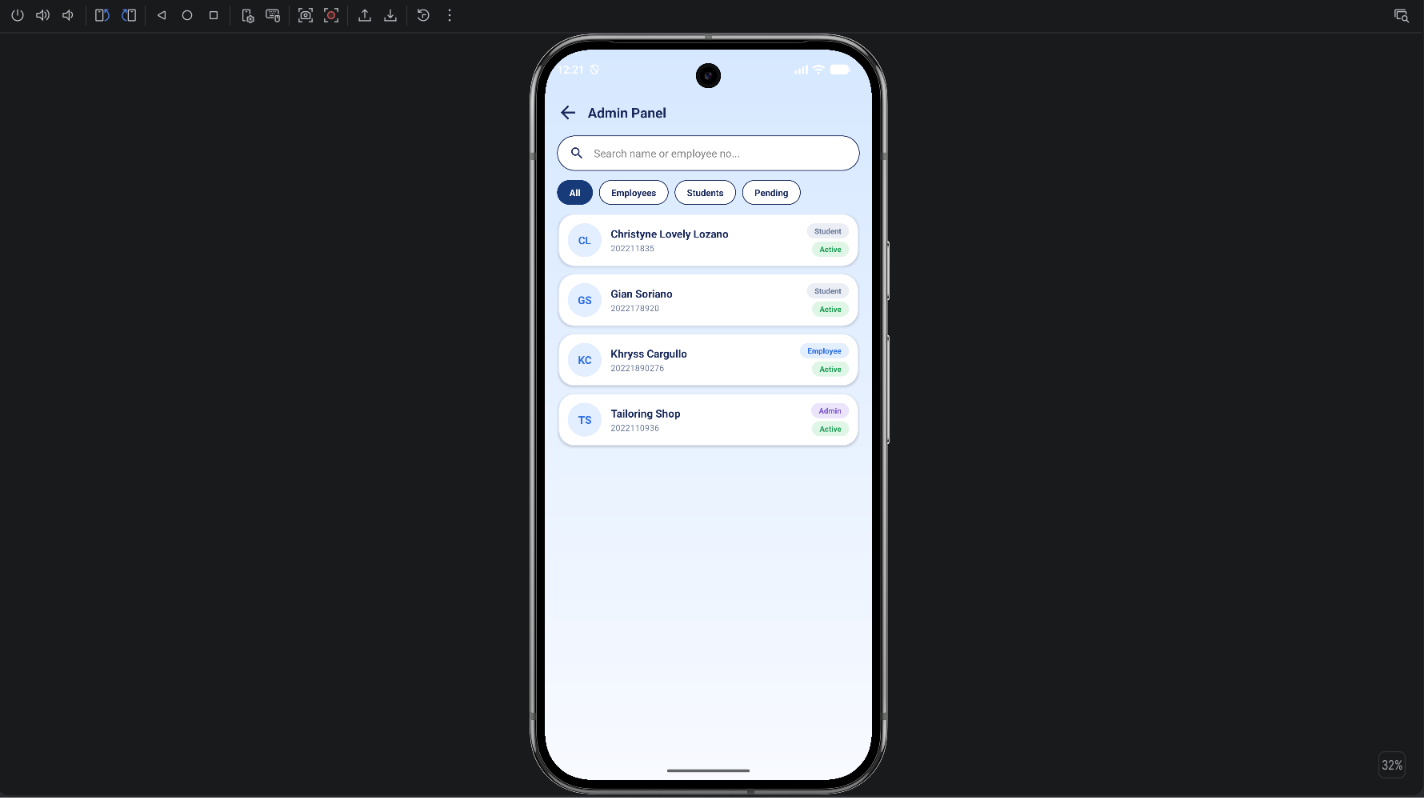 12:21
Admin Panel
Search name or employee no...
All Employees Students Pending
CL Christyne Lovely Lozano Student
202211835 Active
GS Gian Soriano Student
2022178920 Active
KC Khryss Cargullo Employee
20221890276 Active
TS Tailoring Shop Admin
2022110936 Active
32%